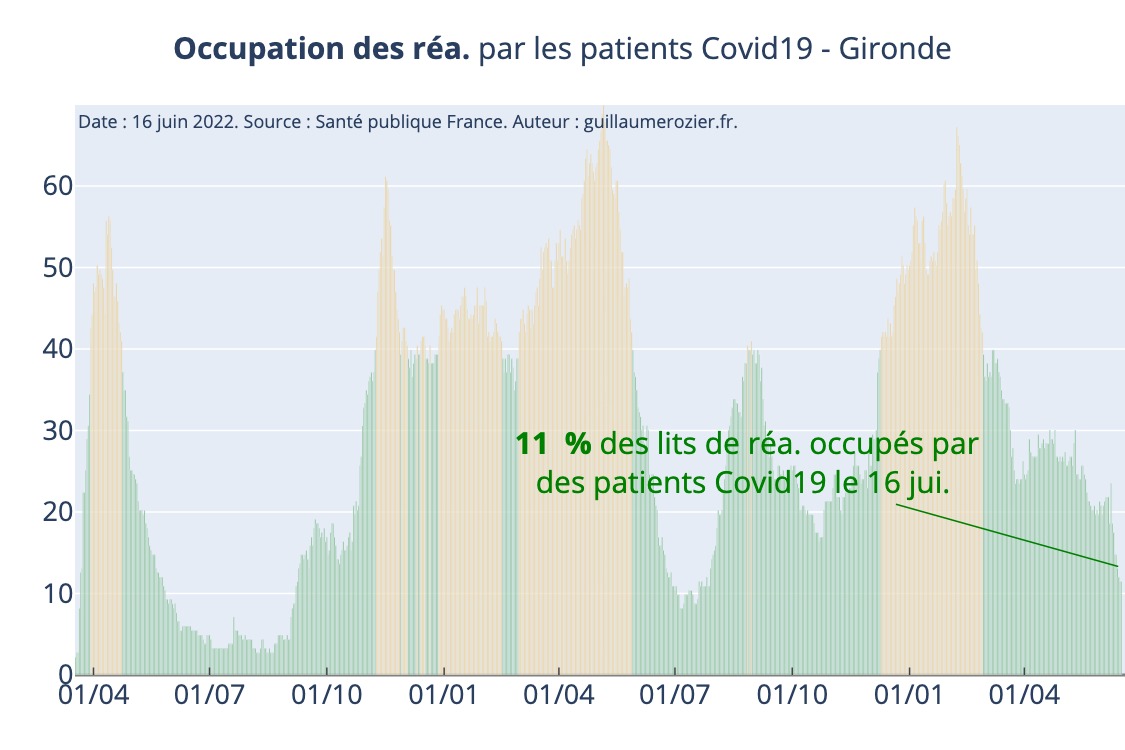 Occupation des réa. par les patients Covid19 - Gironde
Date : 16 juin 2022. Source : Santé publique France. Auteur : guillaumerozier.fr.
60
50
40
30
20
10
0
11 % des lits de réa. occupés par
des patients Covid19 le 16 jui.
01/04 01/07 01/10 01/01 01/04 01/07 01/10 01/01 01/04